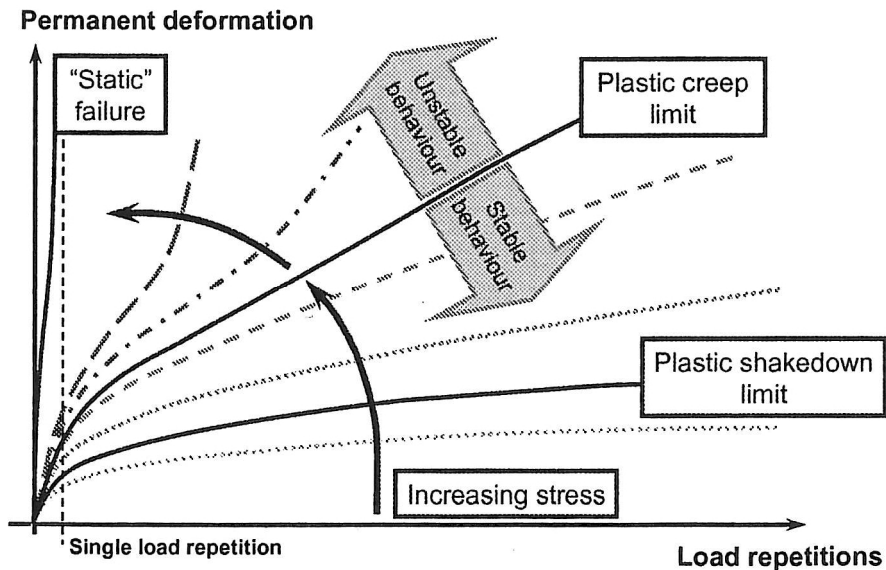 Permanent deformation
“Static”
failure
Unstable
behaviour
Stable
behaviour
Plastic creep
limit
Plastic shakedown
limit
Increasing stress
Single load repetition
Load repetitions